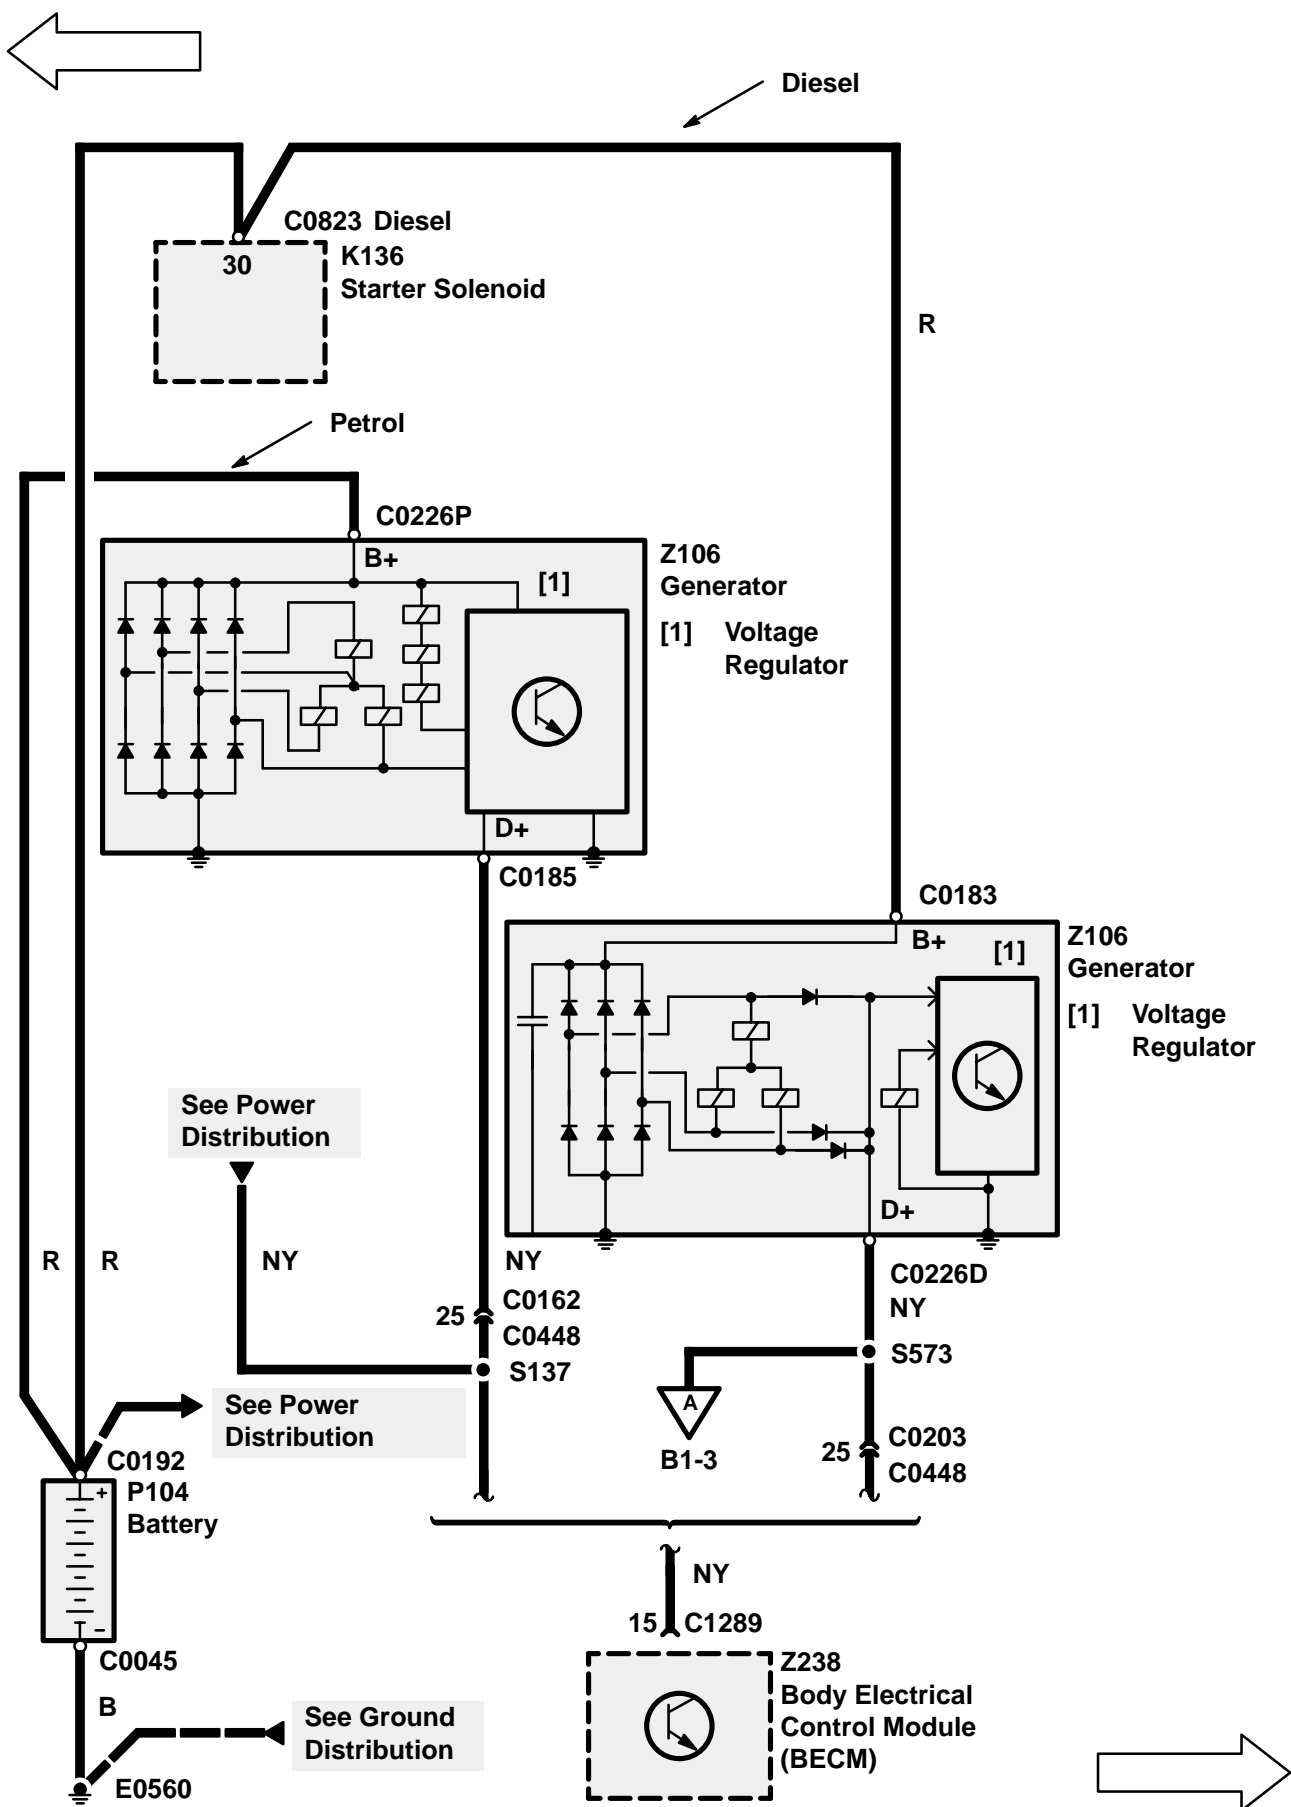 Diesel
C0823 Diesel
30
K136
Starter Solenoid
R
Petrol
C0226P
B+
[1]
Z106
Generator
[1] Voltage
Regulator
D+
C0185
C0183
B+
[1]
Z106
Generator
[1] Voltage
Regulator
D+
See Power
Distribution
R
R
NY
NY
C0226D
NY
25
C0162
C0448
S137
S573
A
B1-3
25
C0203
C0448
See Power
Distribution
C0192
P104
Battery
+
−
C0045
B
See Ground
Distribution
E0560
NY
15
C1289
Z238
Body Electrical
Control Module
(BECM)